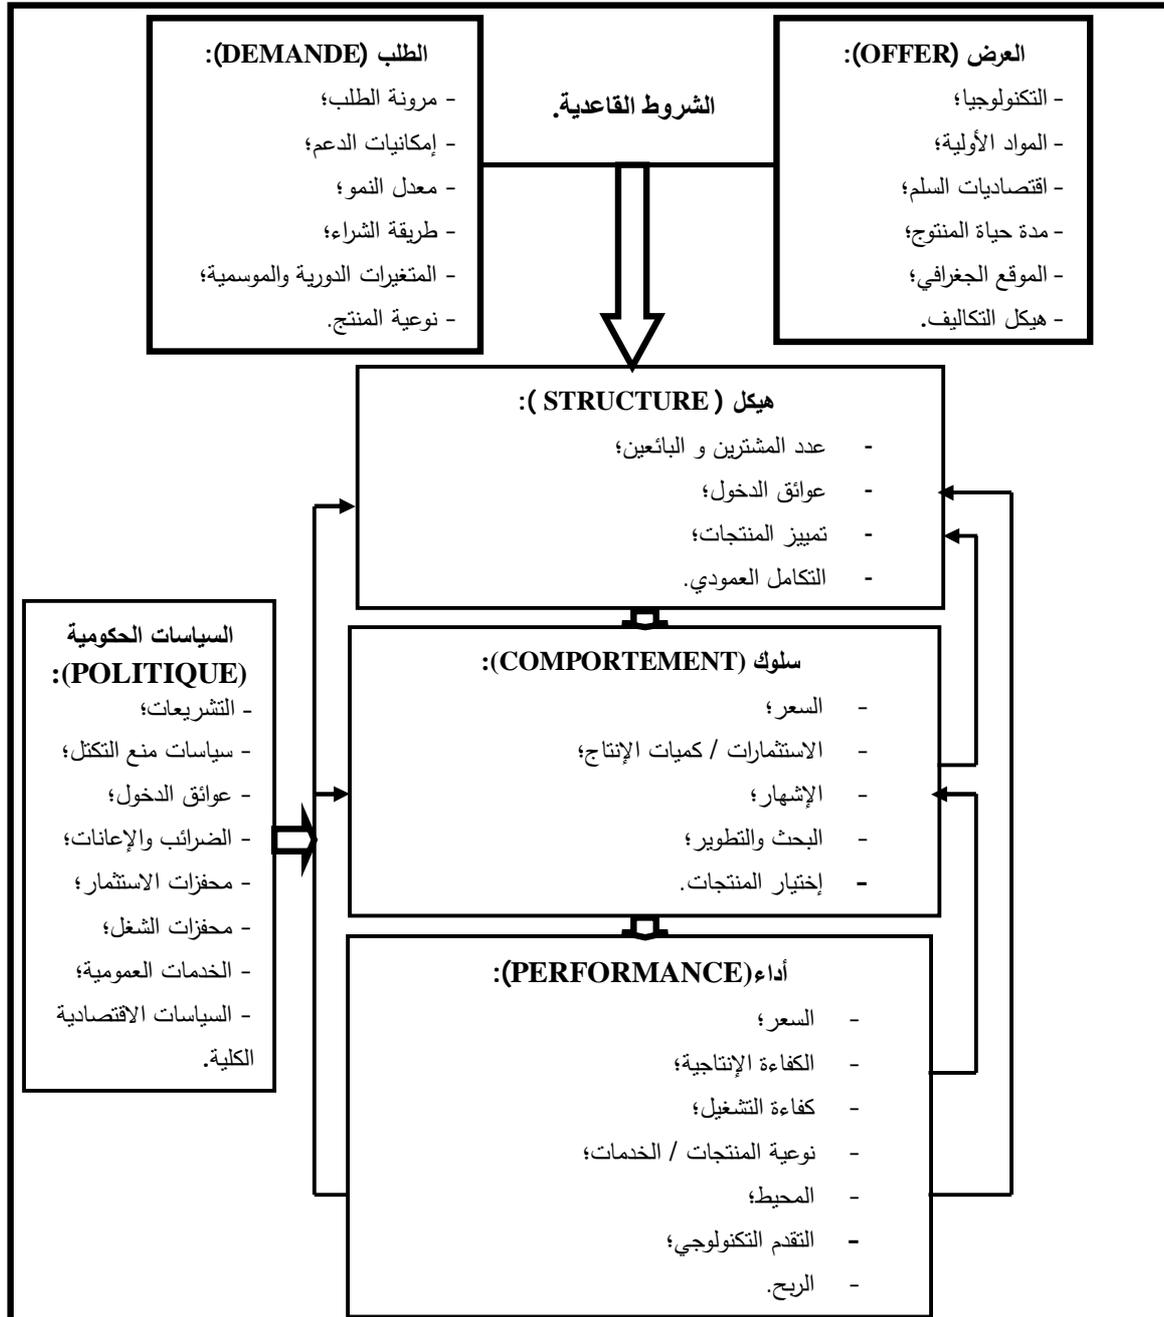 العرض (OFFER):
- التكنولوجيا؛
- المواد الأولية؛
- اقتصاديات السلم؛
- مدة حياة المنتوج؛
- الموقع الجغرافي؛
- هيكل التكاليف.
الشروط القاعدية.
الطلب (DEMANDE):
- مرونة الطلب؛
- إمكانيات الدعم؛
- معدل النمو؛
- طريقة الشراء؛
- المتغيرات الدورية والموسمية؛
- نوعية المنتج.
هيكل ( STRUCTURE ):
- عدد المشترين و البائعين؛
- عوائق الدخول؛
- تمييز المنتجات؛
- التكامل العمودي.
سلوك (COMPORTEMENT):
- السعر؛
- الاستثمارات / كميات الإنتاج؛
- الإشهار؛
- البحث والتطوير؛
- إختيار المنتجات.
أداء(PERFORMANCE):
- السعر؛
- الكفاءة الإنتاجية؛
- كفاءة التشغيل؛
- نوعية المنتجات / الخدمات؛
- المحيط؛
- التقدم التكنولوجي؛
- الربح.
السياسات الحكومية
(POLITIQUE):
- التشريعات؛
- سياسات منع التكتل؛
- عوائق الدخول؛
- الضرائب والإعانات؛
- محفزات الاستثمار؛
- محفزات الشغل؛
- الخدمات العمومية؛
- السياسات الاقتصادية
الكلية.